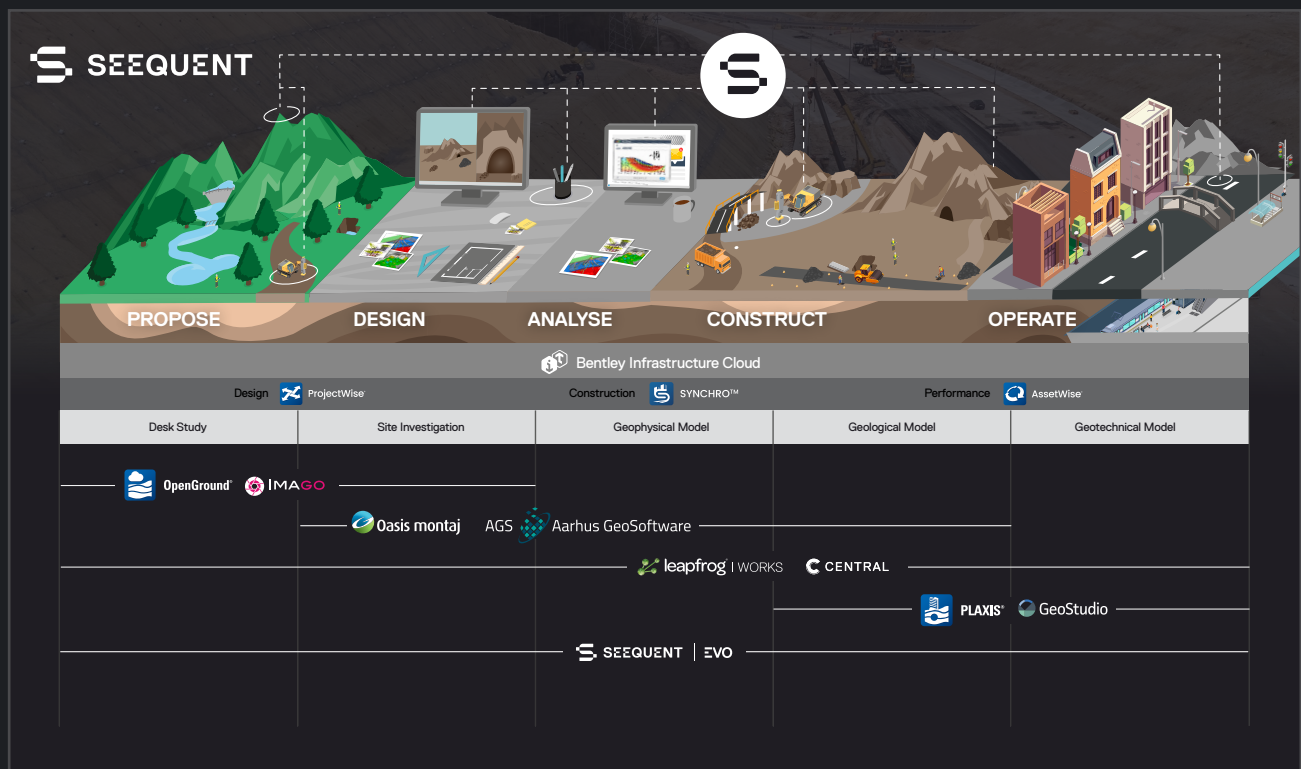 SEEQUENT
PROPOSE DESIGN ANALYSE CONSTRUCT OPERATE
Bentley Infrastructure Cloud
Design ProjectWise® Construction SYNCHRO™ Performance AssetWise®
Desk Study Site Investigation Geophysical Model Geological Model Geotechnical Model
OpenGround® IMAGO
Oasis montaj AGS Aarhus GeoSoftware
leapfrog® | WORKS CENTRAL
PLAXIS® GeoStudio
SEEQUENT | EVO